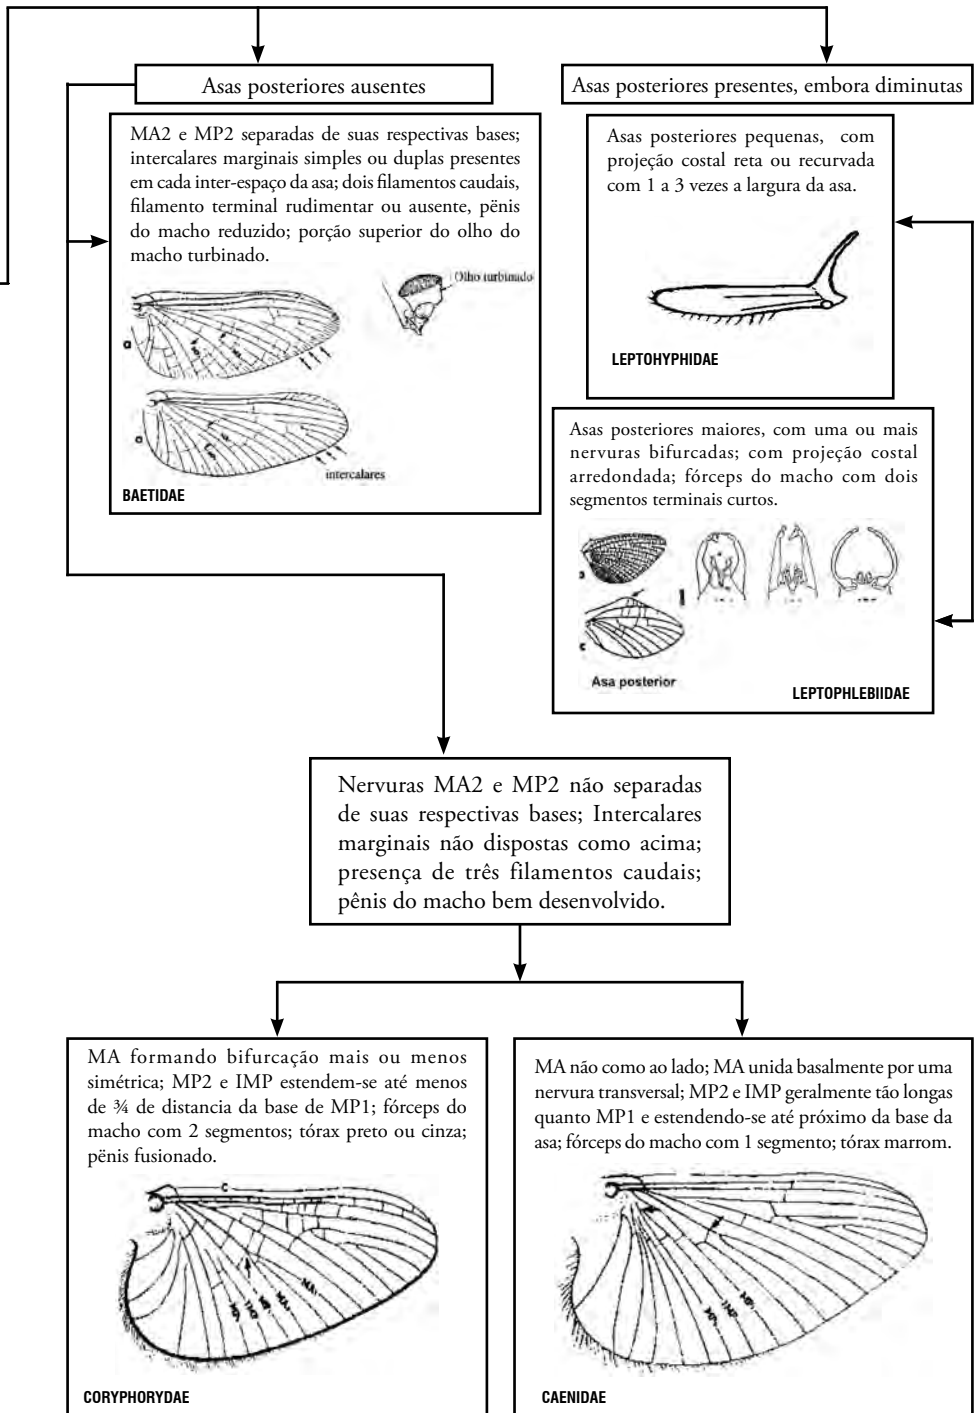 Asas posteriores ausentes
Asas posteriores presentes, embora diminutas
MA2 e MP2 separadas de suas respectivas bases;
intercalares marginais simples ou duplas presentes
em cada inter-espaço da asa; dois filamentos caudais,
filamento terminal rudimentar ou ausente, pënis
do macho reduzido; porção superior do olho do
macho turbinado.
Olho turbinado
intercalares
BAETIDAE
Asas posteriores pequenas, com
projeção costal reta ou recurvada
com 1 a 3 vezes a largura da asa.
LEPTOHYPHIDAE
Asas posteriores maiores, com uma ou mais
nervuras bifurcadas; com projeção costal
arredondada; fórceps do macho com dois
segmentos terminais curtos.
Asa posterior
LEPTOPHLEBIIDAE
Nervuras MA2 e MP2 não separadas
de suas respectivas bases; Intercalares
marginais não dispostas como acima;
presença de três filamentos caudais;
pênis do macho bem desenvolvido.
MA formando bifurcação mais ou menos
simétrica; MP2 e IMP estendem-se até menos
de ¾ de distancia da base de MP1; fórceps do
macho com 2 segmentos; tórax preto ou cinza;
pënis fusionado.
C
MP₂ IMP MP₁ MA₂ MA₁
CORYPHORYDAE
MA não como ao lado; MA unida basalmente por uma
nervura transversal; MP2 e IMP geralmente tão longas
quanto MP1 e estendendo-se até próximo da base da
asa; fórceps do macho com 1 segmento; tórax marrom.
MP₂ IMP MP₁
CAENIDAE